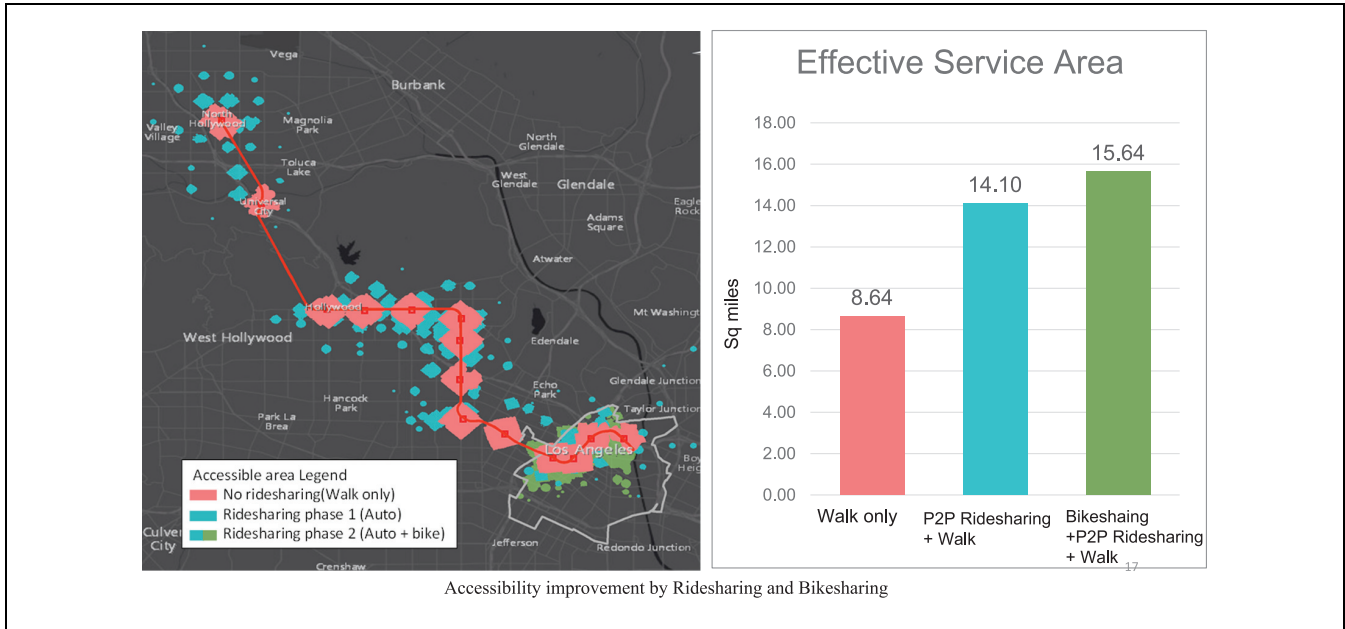 Vega
Burbank
North
Hollywood
Valley
Village
Magnolia
Park
North
Glendale
Toluca
Lake
West
Glendale
Glendale
Universal
City
Eagle
Rock
Adams
Square
Atwater
Hollywood
Mt Washingt
West Hollywood
Edendale
Echo
Park
Glendale Junction
Hancock
Park
Taylor Junction
Park La
Brea
Los Angeles
Boy
Heig
Accessible area Legend
No ridesharing(Walk only)
Ridesharing phase 1 (Auto)
Ridesharing phase 2 (Auto + bike)
Culver
City
Jefferson
Redondo Junction
Crenshaw
Effective Service Area
Sq miles
18.00
16.00
14.00
12.00
10.00
8.00
6.00
4.00
2.00
0.00
8.64
14.10
15.64
Walk only
P2P Ridesharing
+ Walk
Bikeshaing
+P2P Ridesharing
+ Walk
17
Accessibility improvement by Ridesharing and Bikesharing